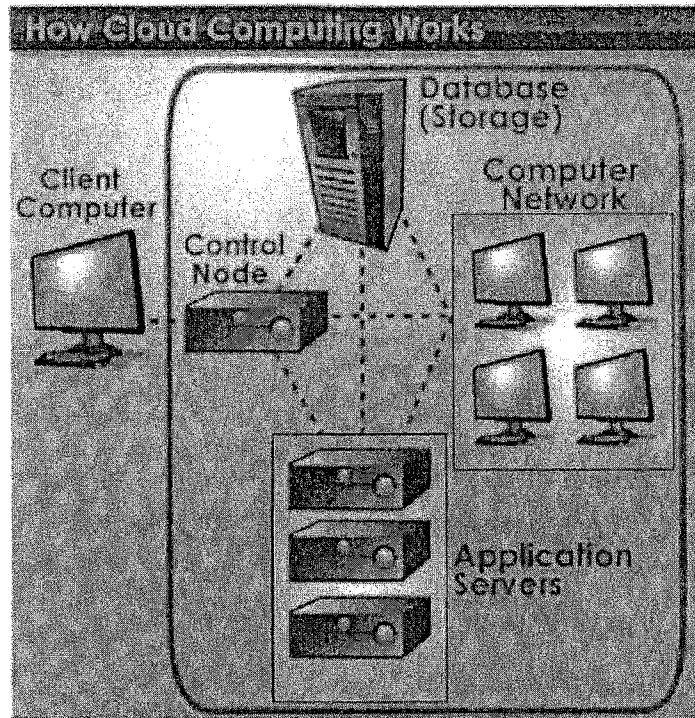 How Cloud Computing Works
Database
(Storage)
Client
Computer
Computer
Network
Control
Node
Application
Servers